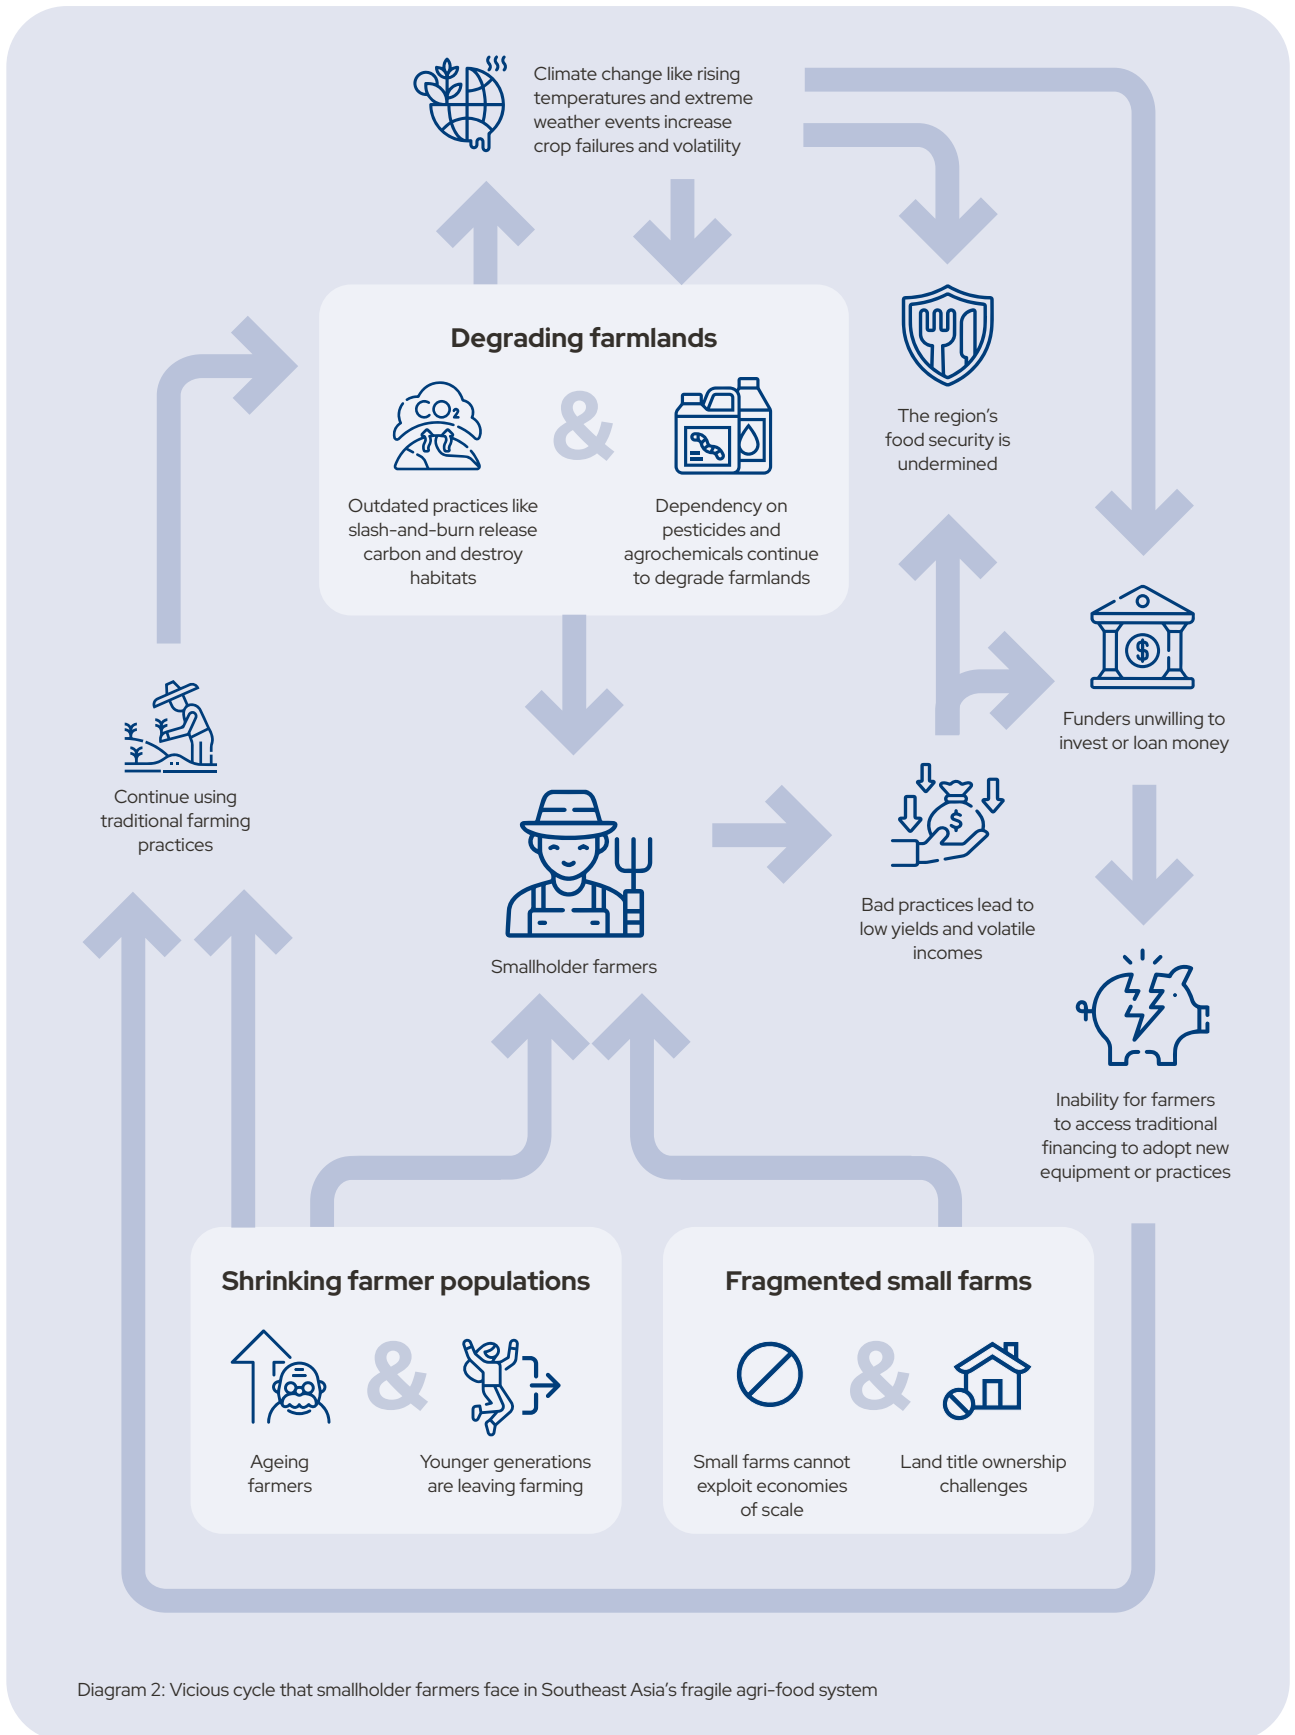 Climate change like rising
temperatures and extreme
weather events increase
crop failures and volatility
Degrading farmlands
CO2
&
Outdated practices like
slash-and-burn release
carbon and destroy
habitats
Dependency on
pesticides and
agrochemicals continue
to degrade farmlands
The region's
food security is
undermined
$
Funders unwilling to
invest or loan money
Continue using
traditional farming
practices
Smallholder farmers
$
Bad practices lead to
low yields and volatile
incomes
Inability for farmers
to access traditional
financing to adopt new
equipment or practices
Shrinking farmer populations
&
Ageing
farmers
Younger generations
are leaving farming
Fragmented small farms
&
Small farms cannot
exploit economies
of scale
Land title ownership
challenges
Diagram 2: Vicious cycle that smallholder farmers face in Southeast Asia's fragile agri-food system